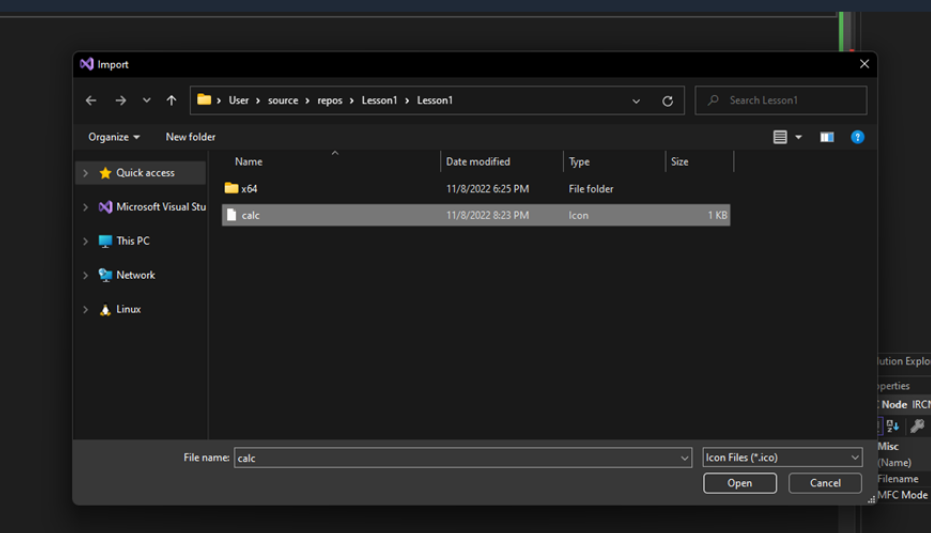 Import
User > source > repos > Lesson1 > Lesson1
Search Lesson1
Organize
New folder
Name
Date modified
Type
Size
Quick access
x64
11/8/2022 6:25 PM
File folder
Microsoft Visual Stu
calc
11/8/2022 8:23 PM
Icon
1 KB
This PC
Network
Linux
lution Explo
operties
Node IRCN
Misc
(Name)
Filename
MFC Mode
File name:
calc
Icon Files (*.ico)
Open
Cancel